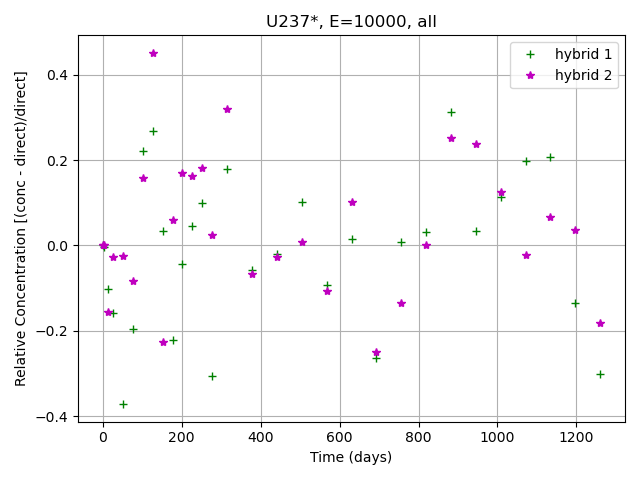 U237*, E=10000, all
hybrid 1
hybrid 2
0.4
0.2
0.0
−0.2
−0.4
Relative Concentration [(conc - direct)/direct]
0 200 400 600 800 1000 1200
Time (days)